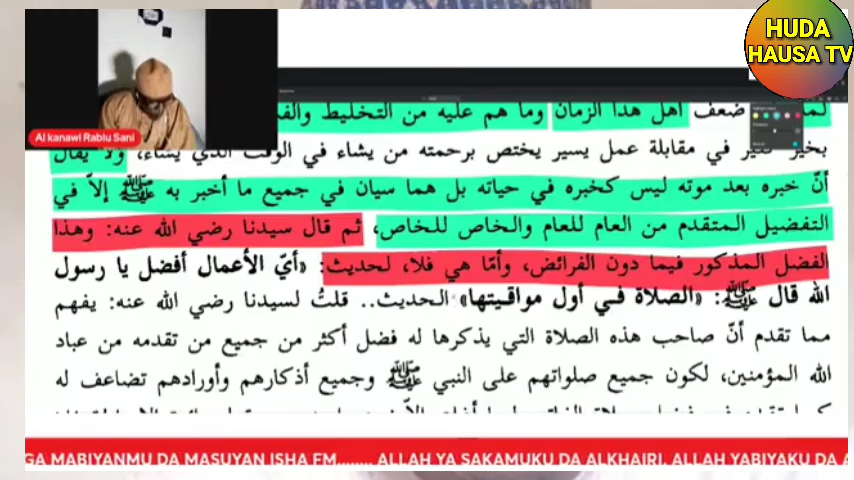 HUDA
HAUSA TV
Al kanawi Rabiu Sani
ضعف أهل هذا الزمان وما هم عليه من التخليط
في مقابلة عمل يسير يختص برحمته من يشاء في الوقت الذي يشاء، ولا يقال
أنّ خبره بعد موته ليس كخبره في حياته بل هما سيان في جميع ما أخبر به ﷺ إلاّ في
التفضيل المتقدم من العام للعام والخاص للخاص، ثم قال سيدنا رضي الله عنه: وهذا
الفضل المذكور فيما دون الفرائض، وأمّا هي فلا، لحديث: «أيّ الأعمال أفضل يا رسول
الله قال ﷺ: «الصلاة في أول مواقيتها» الحديث.. قلتُ لسيدنا رضي الله عنه: يفهم
مما تقدم أنّ صاحب هذه الصلاة التي يذكرها له فضل أكثر من جميع من تقدمه من عباد
الله المؤمنين، لكون جميع صلواتهم على النبي ﷺ وجميع أذكارهم وأورادهم تضاعف له
GA MABIYANMU DA MASUYAN ISHA FM........ ALLAH YA SAKAMUKU DA ALKHAIRI, ALLAH YABIYAKU DA